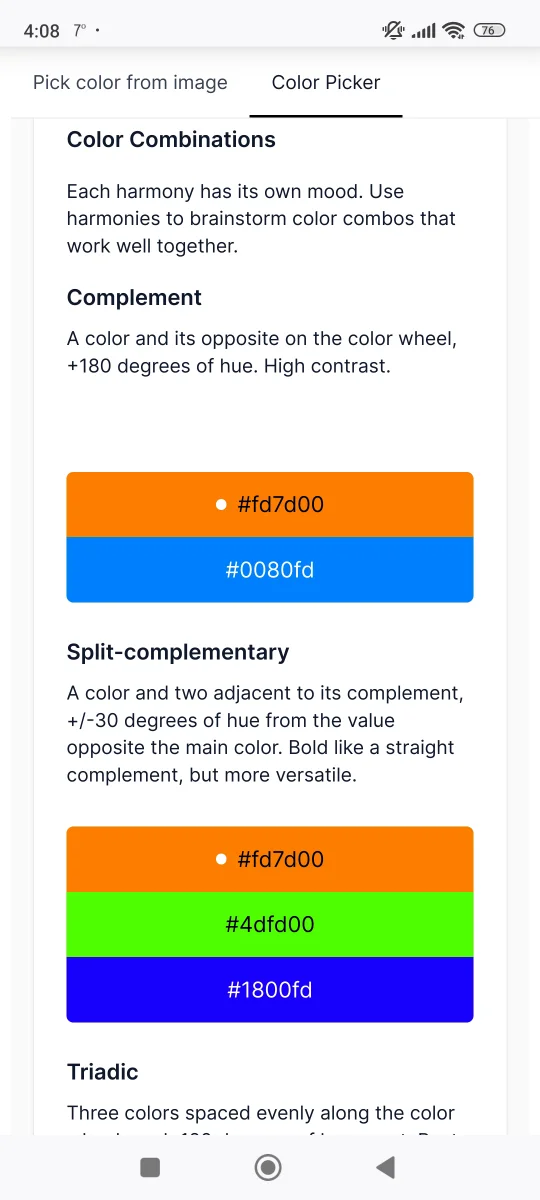 4:08 7° •
76
Pick color from image Color Picker
Color Combinations
Each harmony has its own mood. Use
harmonies to brainstorm color combos that
work well together.
Complement
A color and its opposite on the color wheel,
+180 degrees of hue. High contrast.
#fd7d00
#0080fd
Split-complementary
A color and two adjacent to its complement,
+/-30 degrees of hue from the value
opposite the main color. Bold like a straight
complement, but more versatile.
#fd7d00
#4dfd00
#1800fd
Triadic
Three colors spaced evenly along the color